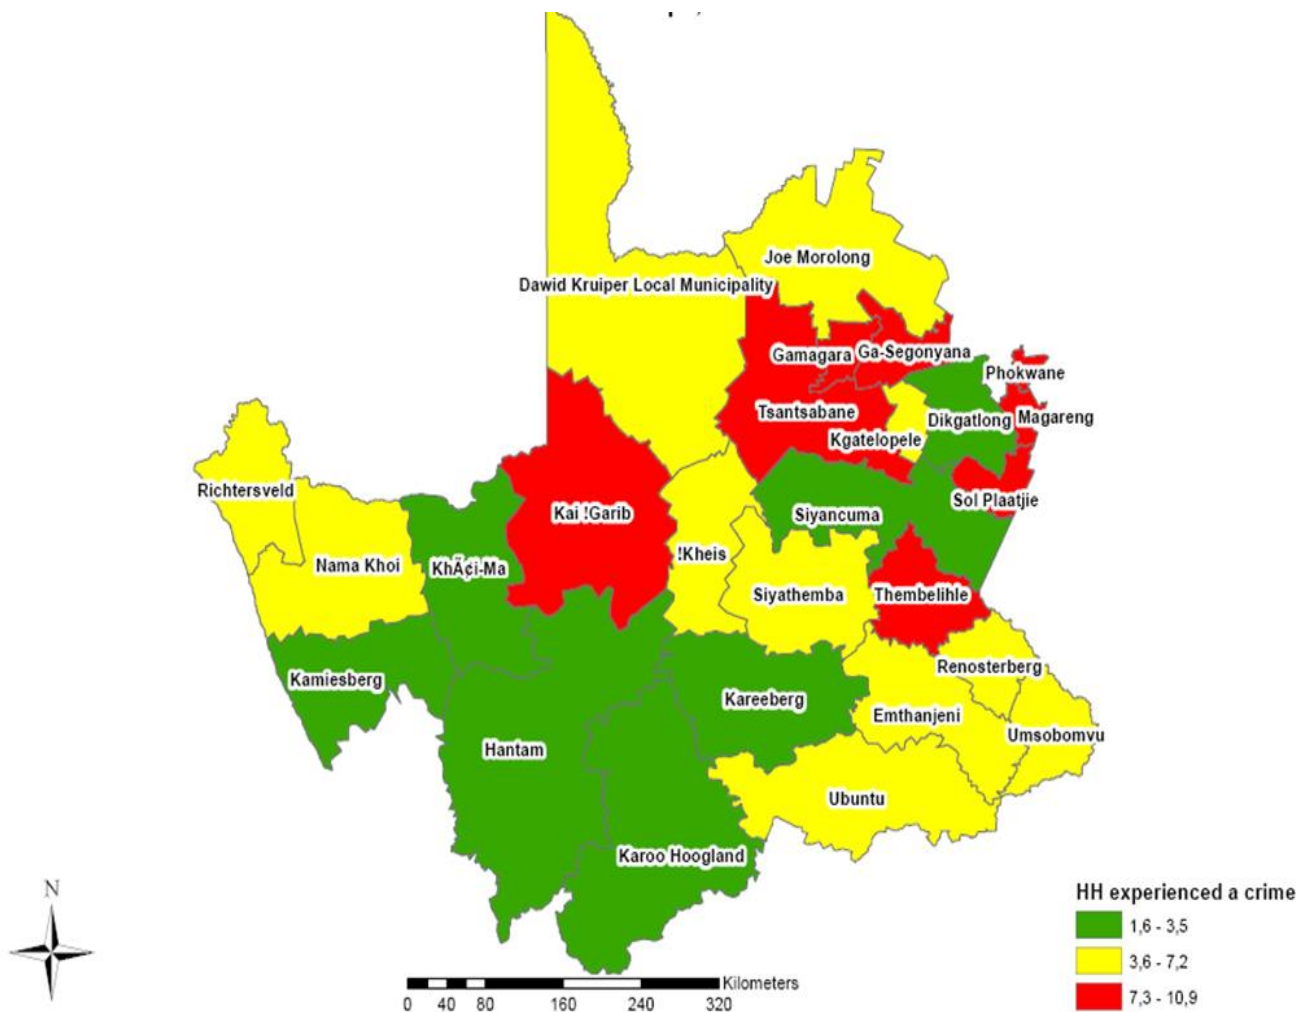 Joe Morolong
Dawid Kruiper Local Municipality
Gamagara
Ga-Segonyana
Phokwane
Tsantsabane
Magareng
Dikgatlong
Kgatelopele
Richtersveld
Sol Plaatjie
Kai !Garib
Siyancuma
!Kheis
Nama Khoi
KhÃ¢i-Ma
Siyathemba
Thembelihle
Renosterberg
Kamiesberg
Kareeberg
Emthanjeni
Umsobomvu
Hantam
Ubuntu
Karoo Hoogland
N
HH experienced a crime
1,6 - 3,5
3,6 - 7,2
7,3 - 10,9
Kilometers
0 40 80 160 240 320